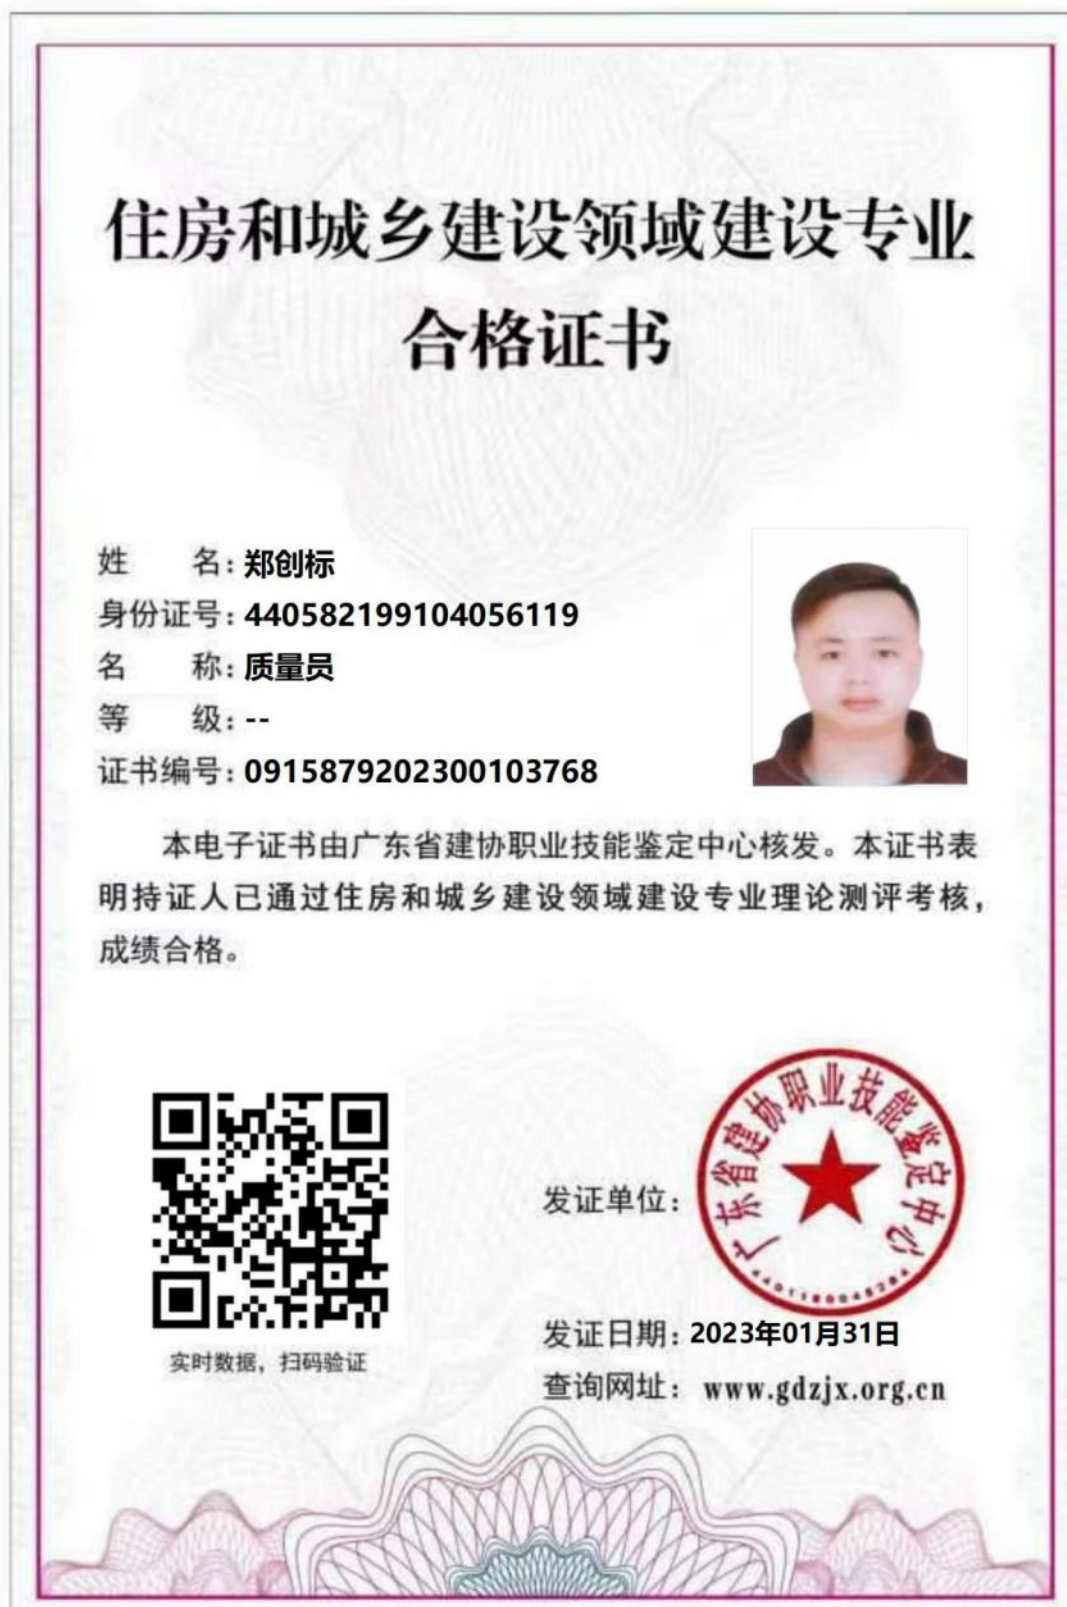 住房和城乡建设领域建设专业
合格证书
姓 名：郑创标
身份证号：440582199104056119
名 称：质量员
等 级：--
证书编号：0915879202300103768
本电子证书由广东省建协职业技能鉴定中心核发。本证书表
明持证人已通过住房和城乡建设领域建设专业理论测评考核，
成绩合格。
实时数据，扫码验证
发证单位：
广东省建协职业技能鉴定中心
发证日期：2023年01月31日
查询网址：www.gdzjx.org.cn